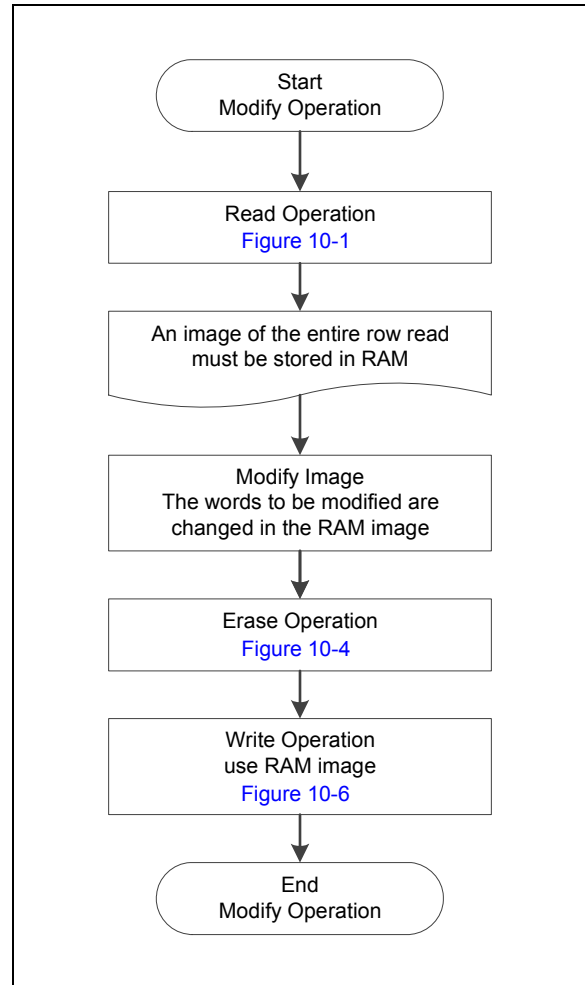 Start
Modify Operation
Read Operation
Figure 10-1
An image of the entire row read
must be stored in RAM
Modify Image
The words to be modified are
changed in the RAM image
Erase Operation
Figure 10-4
Write Operation
use RAM image
Figure 10-6
End
Modify Operation